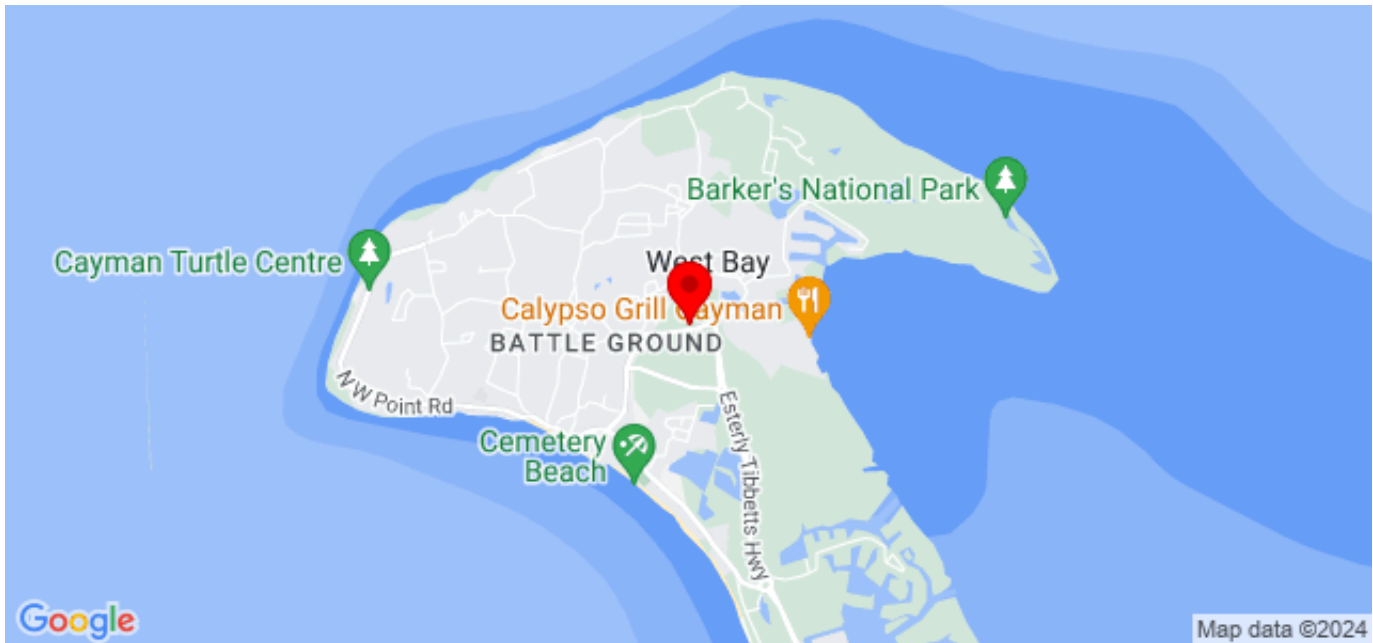 Barker's National Park
Cayman Turtle Centre
West Bay
Calypso Grill Cayman
BATTLE GROUND
NW Point Rd
Esterly Tibbetts Hwy
Cemetery
Beach
Google
Map data ©2024